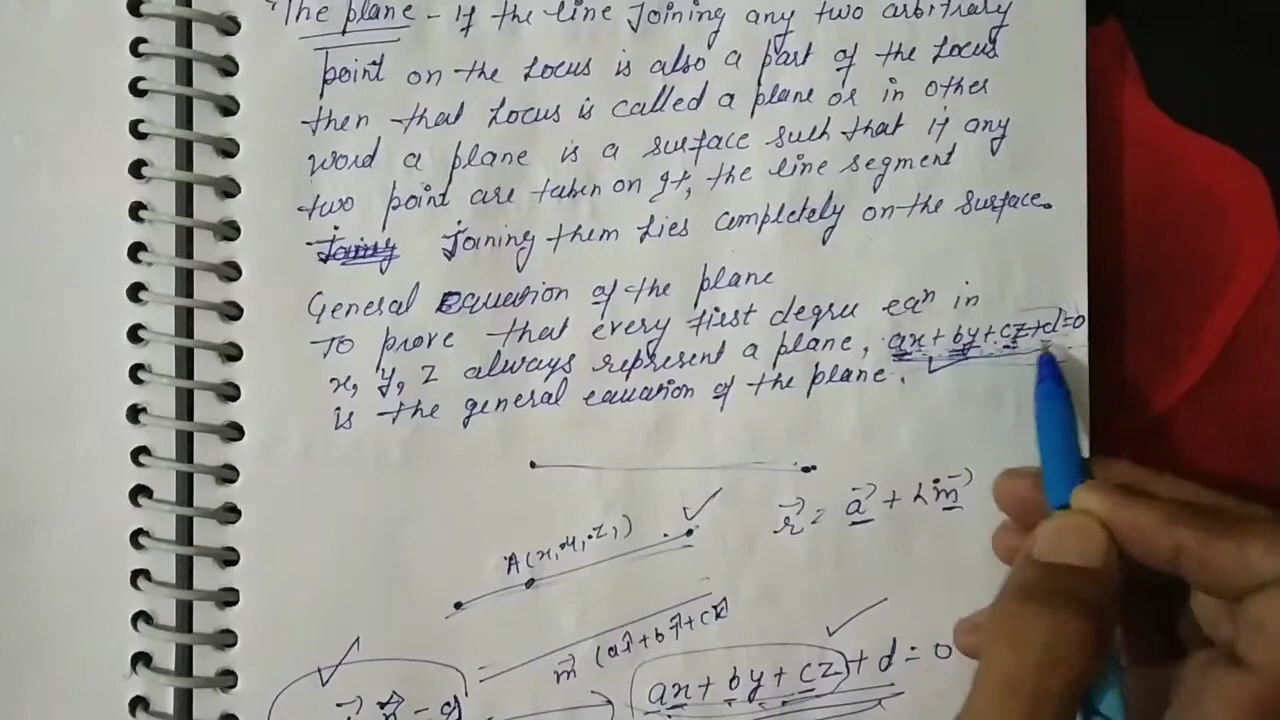 The plane - If the line Joining any two arbitrary
point on the Locus is also a part of the Locus
then that Locus is called a plane or in other
word a plane is a surface such that if any
two point are taken on It, the line segment
Joining Joining them Lies completely on the surface.
General Equation of the plane
To prove that every first degree eqn in
x, y, z always represent a plane, ax+by+cz+d=0
is the general equation of the plane.
r⃗ = a⃗ + λm⃗
A(x1,y1,z1)
m⃗ (aî+bĵ+ck̂)
ax+by+cz+d=0